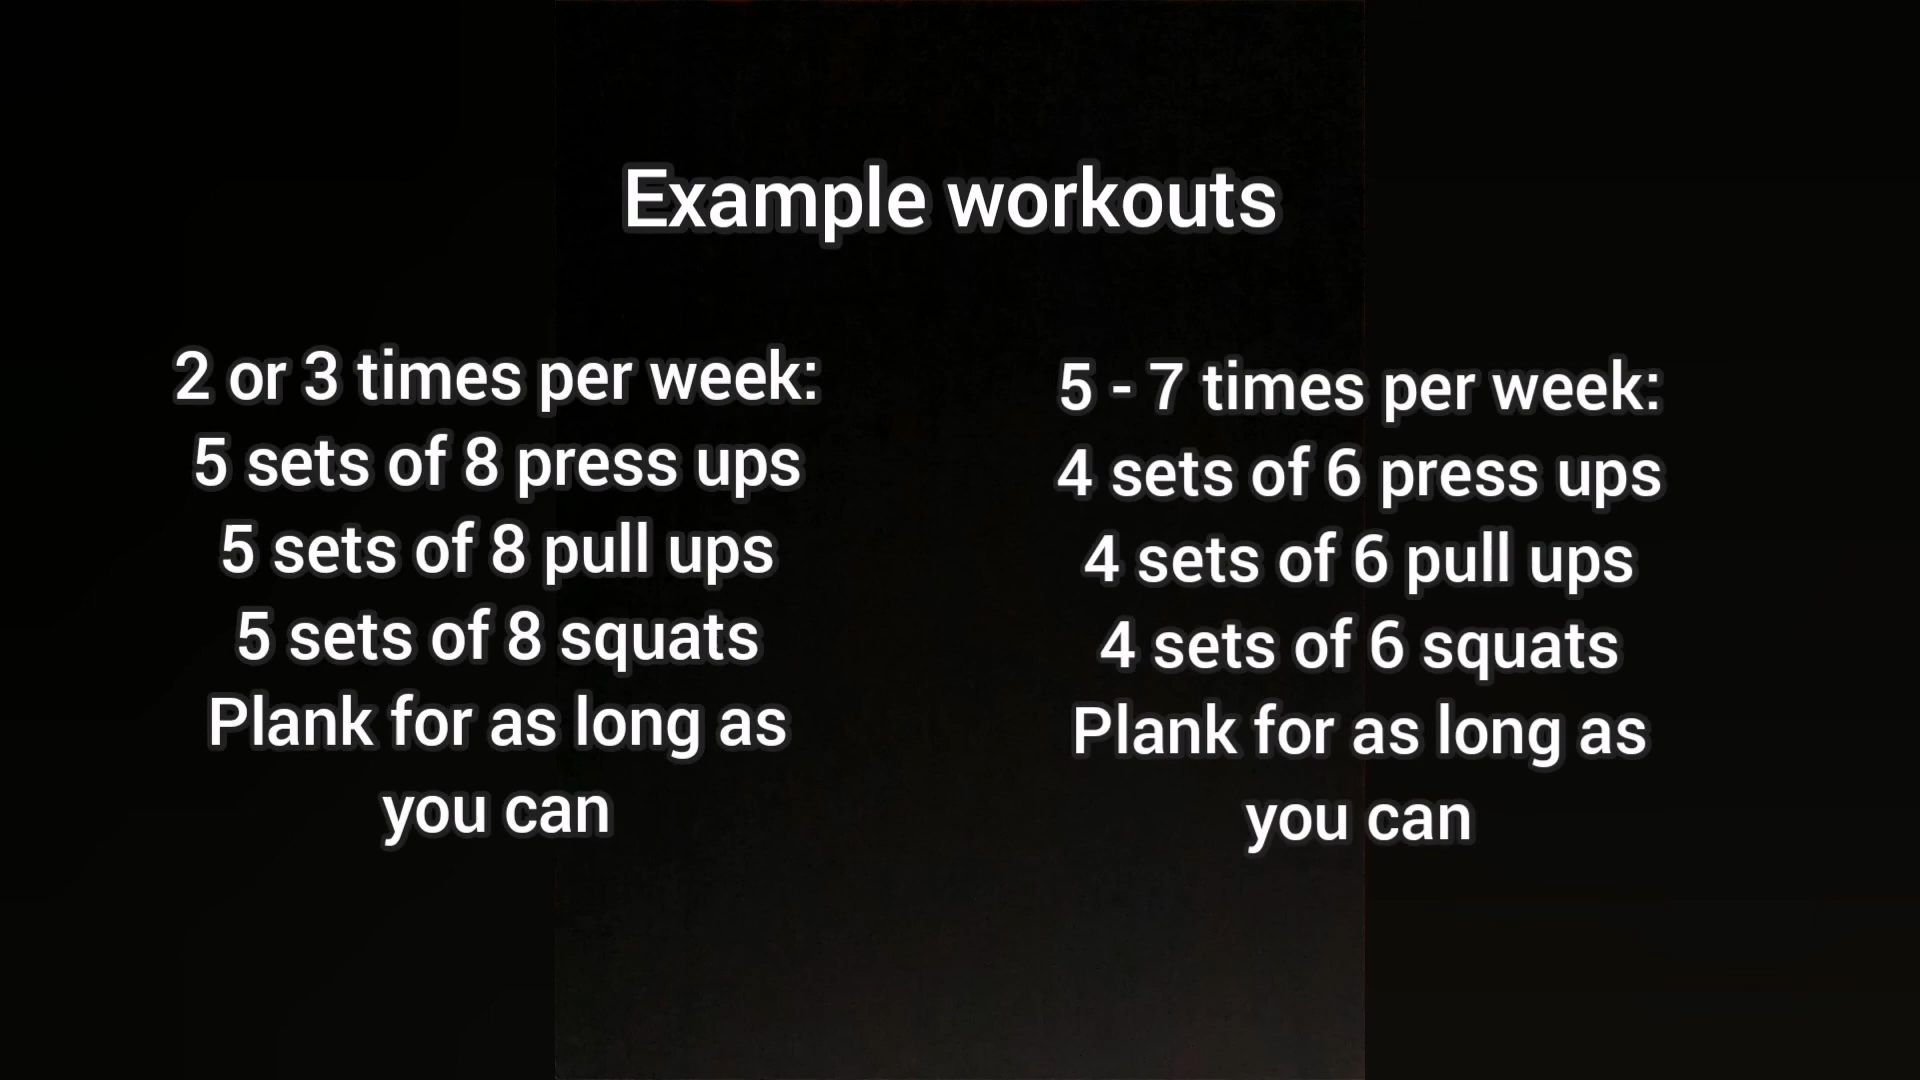 Example workouts
2 or 3 times per week:
5 sets of 8 press ups
5 sets of 8 pull ups
5 sets of 8 squats
Plank for as long as
you can
5 - 7 times per week:
4 sets of 6 press ups
4 sets of 6 pull ups
4 sets of 6 squats
Plank for as long as
you can